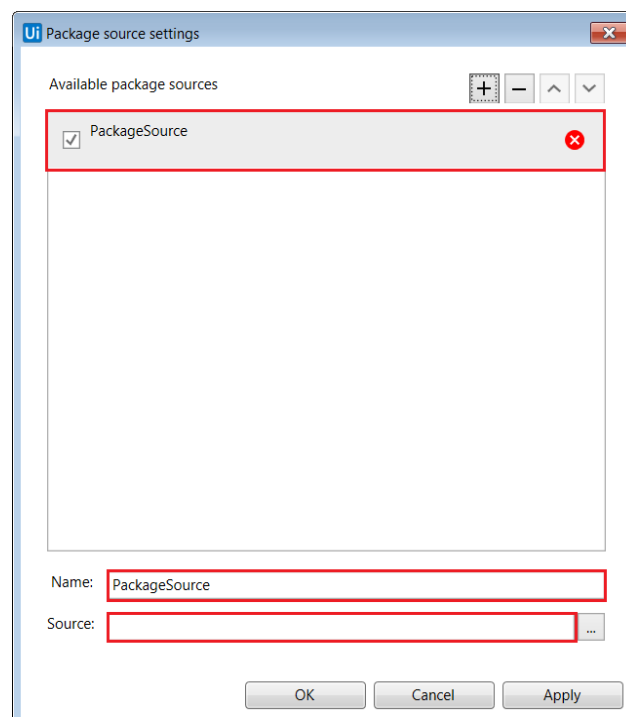 Ui Package source settings
Available package sources
PackageSource
Name: PackageSource
Source: ...
OK Cancel Apply